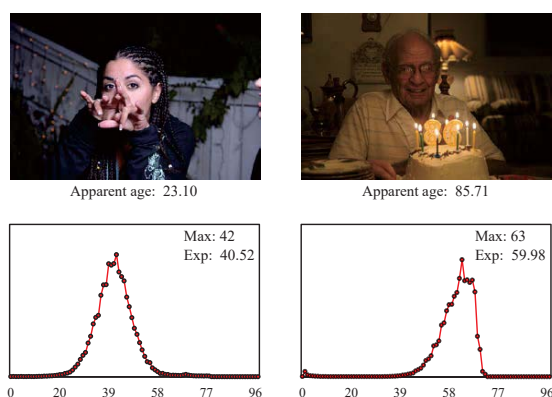 Apparent age: 23.10
Apparent age: 85.71
Max: 42
Exp: 40.52
0 20 39 58 77 96
Max: 63
Exp: 59.98
0 20 39 58 77 96